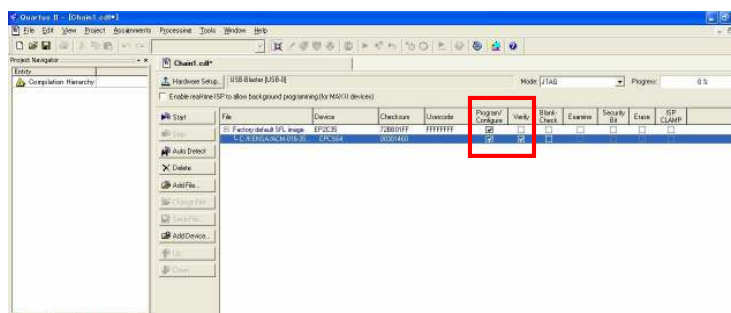 Quartus II - [Chain1.cdf*]
File Edit View Project Assignments Processing Tools Window Help
Project Navigator
Entity
Compilation Hierarchy
Chain1.cdf*
Hardware Setup... USB-Blaster [USB-0] Mode: JTAG Progress: 0 %
Enable real-time ISP to allow background programming (for MAX II devices)
File Device Checksum Usercode Program/Configure Verify Blank-Check Examine Security Bit Erase ISP CLAMP
Factory default SFL image EP2C35 FFFFFFFF
EPCS64
Start
Stop
Auto Detect
Delete
Add File...
Change File...
Save File...
Add Device...
Up
Down